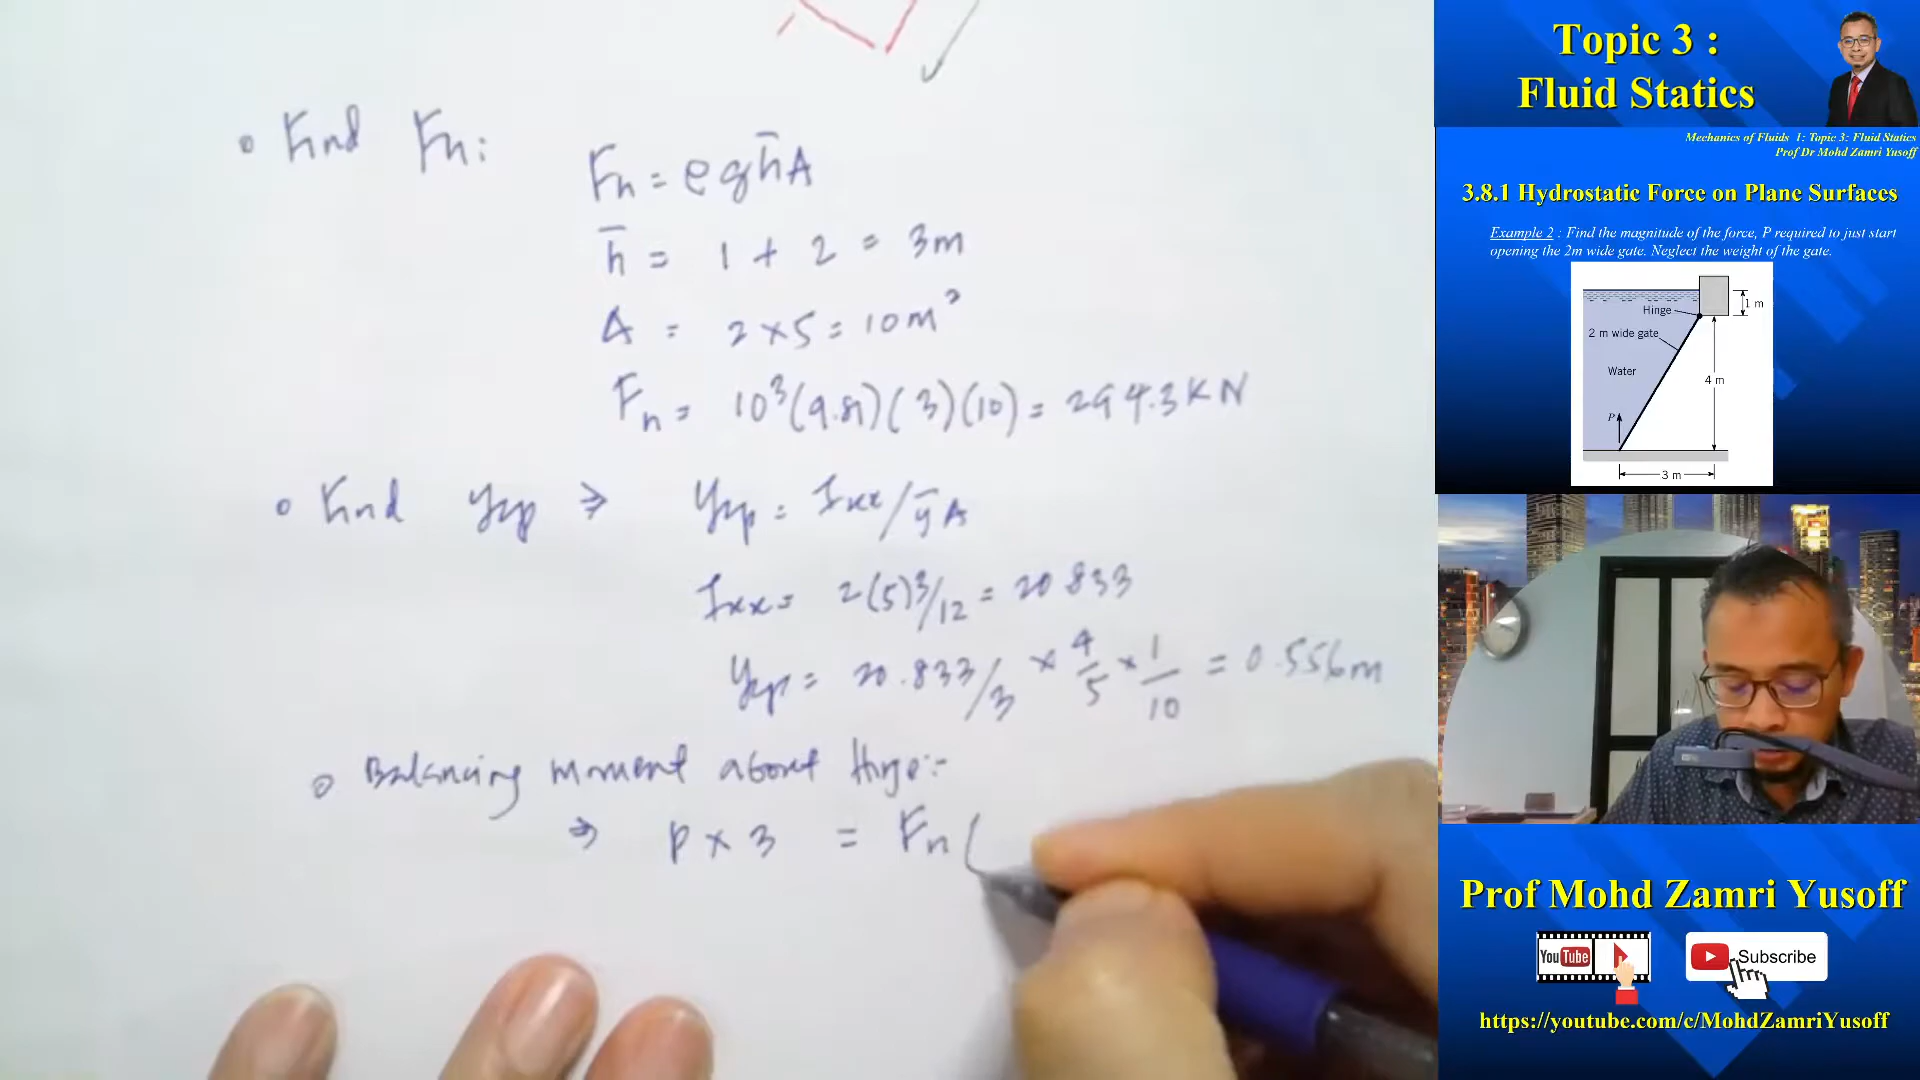 Find Fn:
Fn = ρgh̄A
h̄ = 1 + 2 = 3m
A = 2 x 5 = 10m²
Fn = 10³(9.81)(3)(10) = 294.3 kN
Find ycp ⇒ ycp = Ixx/ȳA
Ixx = 2(5)³/12 = 20.833
ycp = 20.833/3 x 4/5 x 1/10 = 0.556m
Balancing moment about Hinge:-
⇒ P x 3 = Fn (
Topic 3 :
Fluid Statics
Mechanics of Fluids 1: Topic 3: Fluid Statics
Prof Dr Mohd Zamri Yusoff
3.8.1 Hydrostatic Force on Plane Surfaces
Example 2 : Find the magnitude of the force, P required to just start
opening the 2m wide gate. Neglect the weight of the gate.
1 m
Hinge
2 m wide gate
Water
4 m
P
3 m
Prof Mohd Zamri Yusoff
YouTube
Subscribe
https://youtube.com/c/MohdZamriYusoff